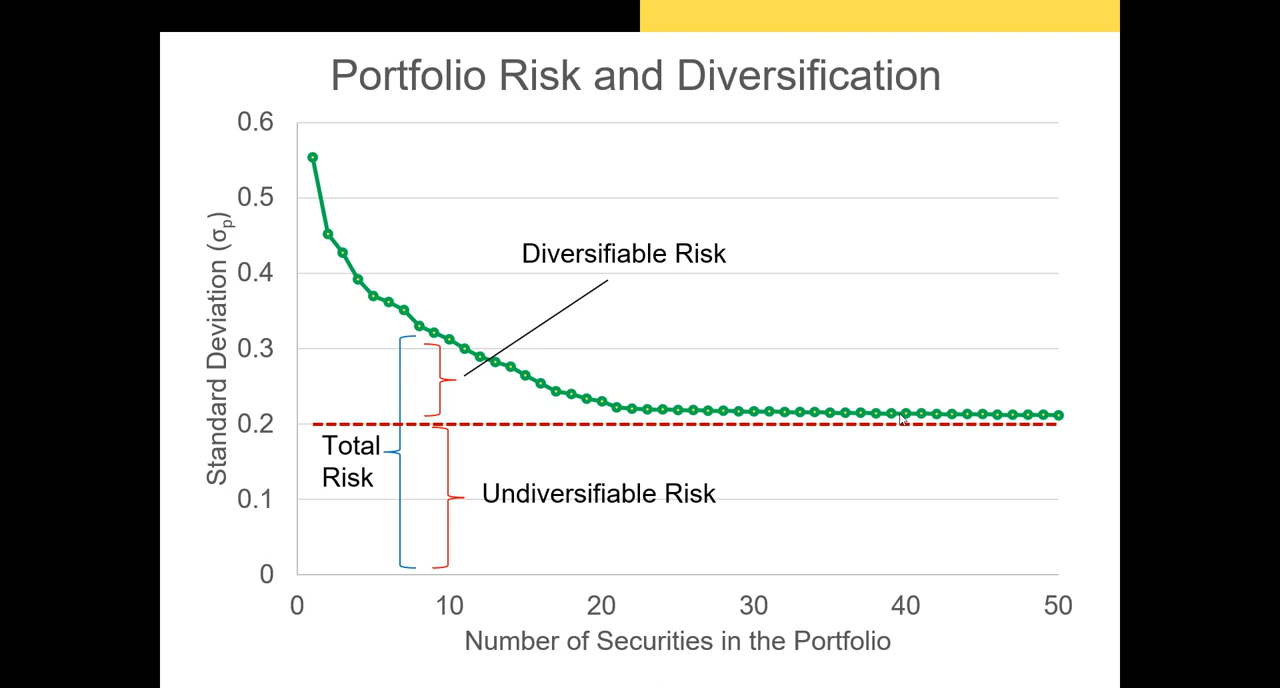 Portfolio Risk and Diversification
0.6
0.5
0.4
0.3
0.2
0.1
0
Standard Deviation (σp)
Diversifiable Risk
Total
Risk
Undiversifiable Risk
0 10 20 30 40 50
Number of Securities in the Portfolio